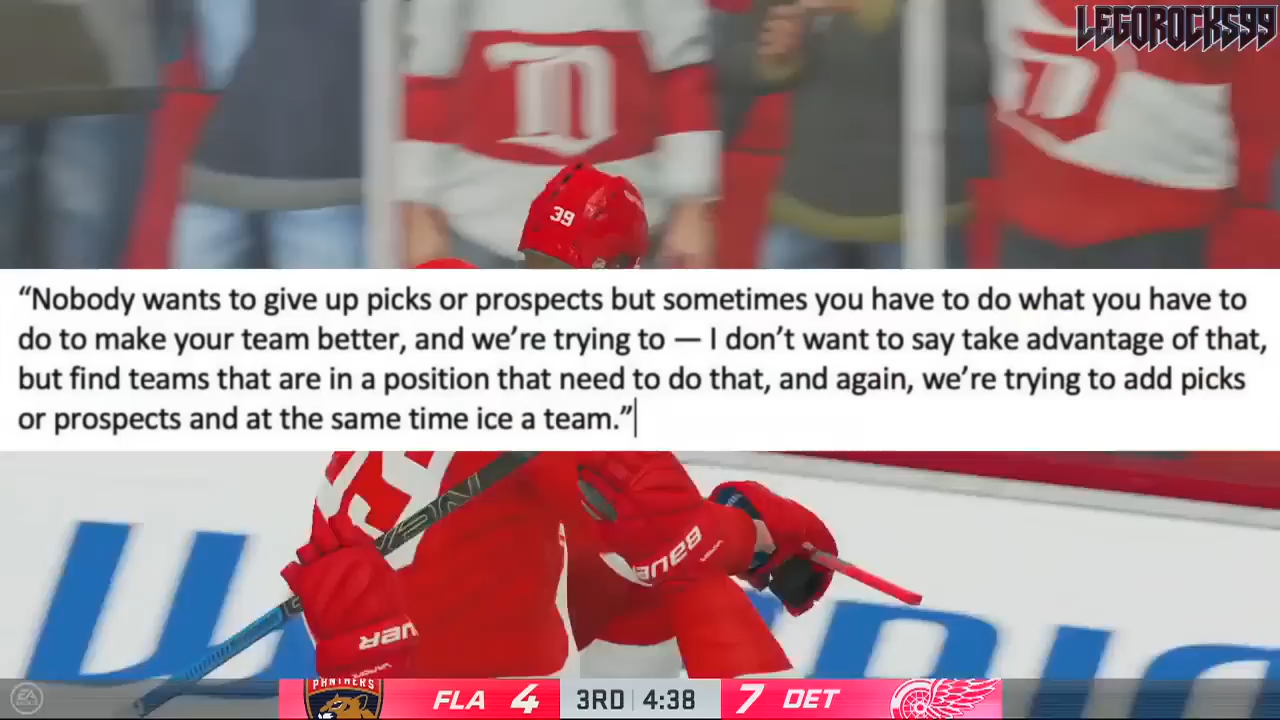 LEGOROCKS99
D
D
39
“Nobody wants to give up picks or prospects but sometimes you have to do what you have to
do to make your team better, and we’re trying to — I don’t want to say take advantage of that,
but find teams that are in a position that need to do that, and again, we’re trying to add picks
or prospects and at the same time ice a team.”
BAUER
EA
PANTHERS
FLA 4 3RD 4:38 7 DET